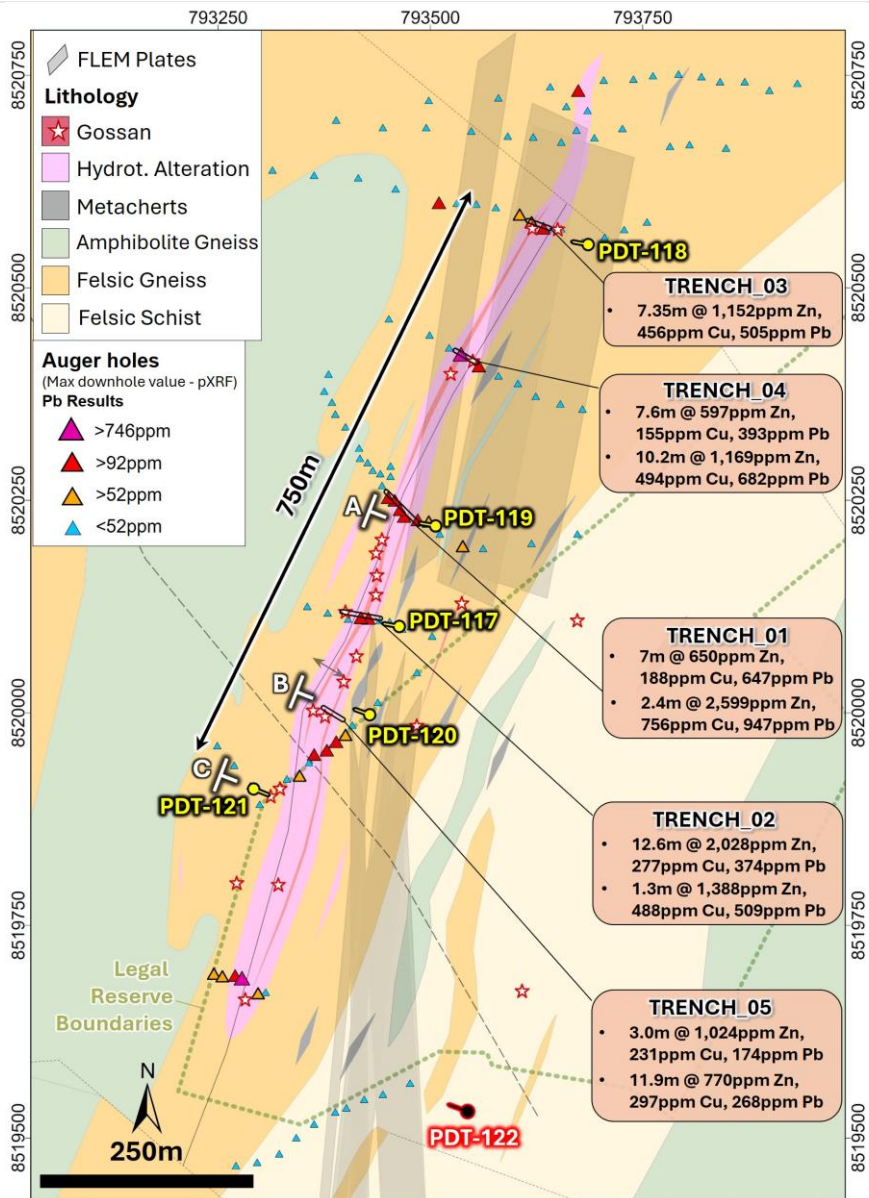 793250
793500
793750
8520750
8520500
8520250
8520000
8519750
8519500
8520750
8520500
8520250
8520000
8519750
8519500
FLEM Plates
Lithology
Gossan
Hydrot. Alteration
Metacherts
Amphibolite Gneiss
Felsic Gneiss
Felsic Schist
Auger holes
(Max downhole value - pXRF)
Pb Results
>746ppm
>92ppm
>52ppm
<52ppm
750m
A
B
C
PDT-118
PDT-119
PDT-117
PDT-120
PDT-121
PDT-122
TRENCH_03
• 7.35m @ 1,152ppm Zn,
456ppm Cu, 505ppm Pb
TRENCH_04
• 7.6m @ 597ppm Zn,
155ppm Cu, 393ppm Pb
• 10.2m @ 1,169ppm Zn,
494ppm Cu, 682ppm Pb
TRENCH_01
• 7m @ 650ppm Zn,
188ppm Cu, 647ppm Pb
• 2.4m @ 2,599ppm Zn,
756ppm Cu, 947ppm Pb
TRENCH_02
• 12.6m @ 2,028ppm Zn,
277ppm Cu, 374ppm Pb
• 1.3m @ 1,388ppm Zn,
488ppm Cu, 509ppm Pb
TRENCH_05
• 3.0m @ 1,024ppm Zn,
231ppm Cu, 174ppm Pb
• 11.9m @ 770ppm Zn,
297ppm Cu, 268ppm Pb
Legal
Reserve
Boundaries
N
250m